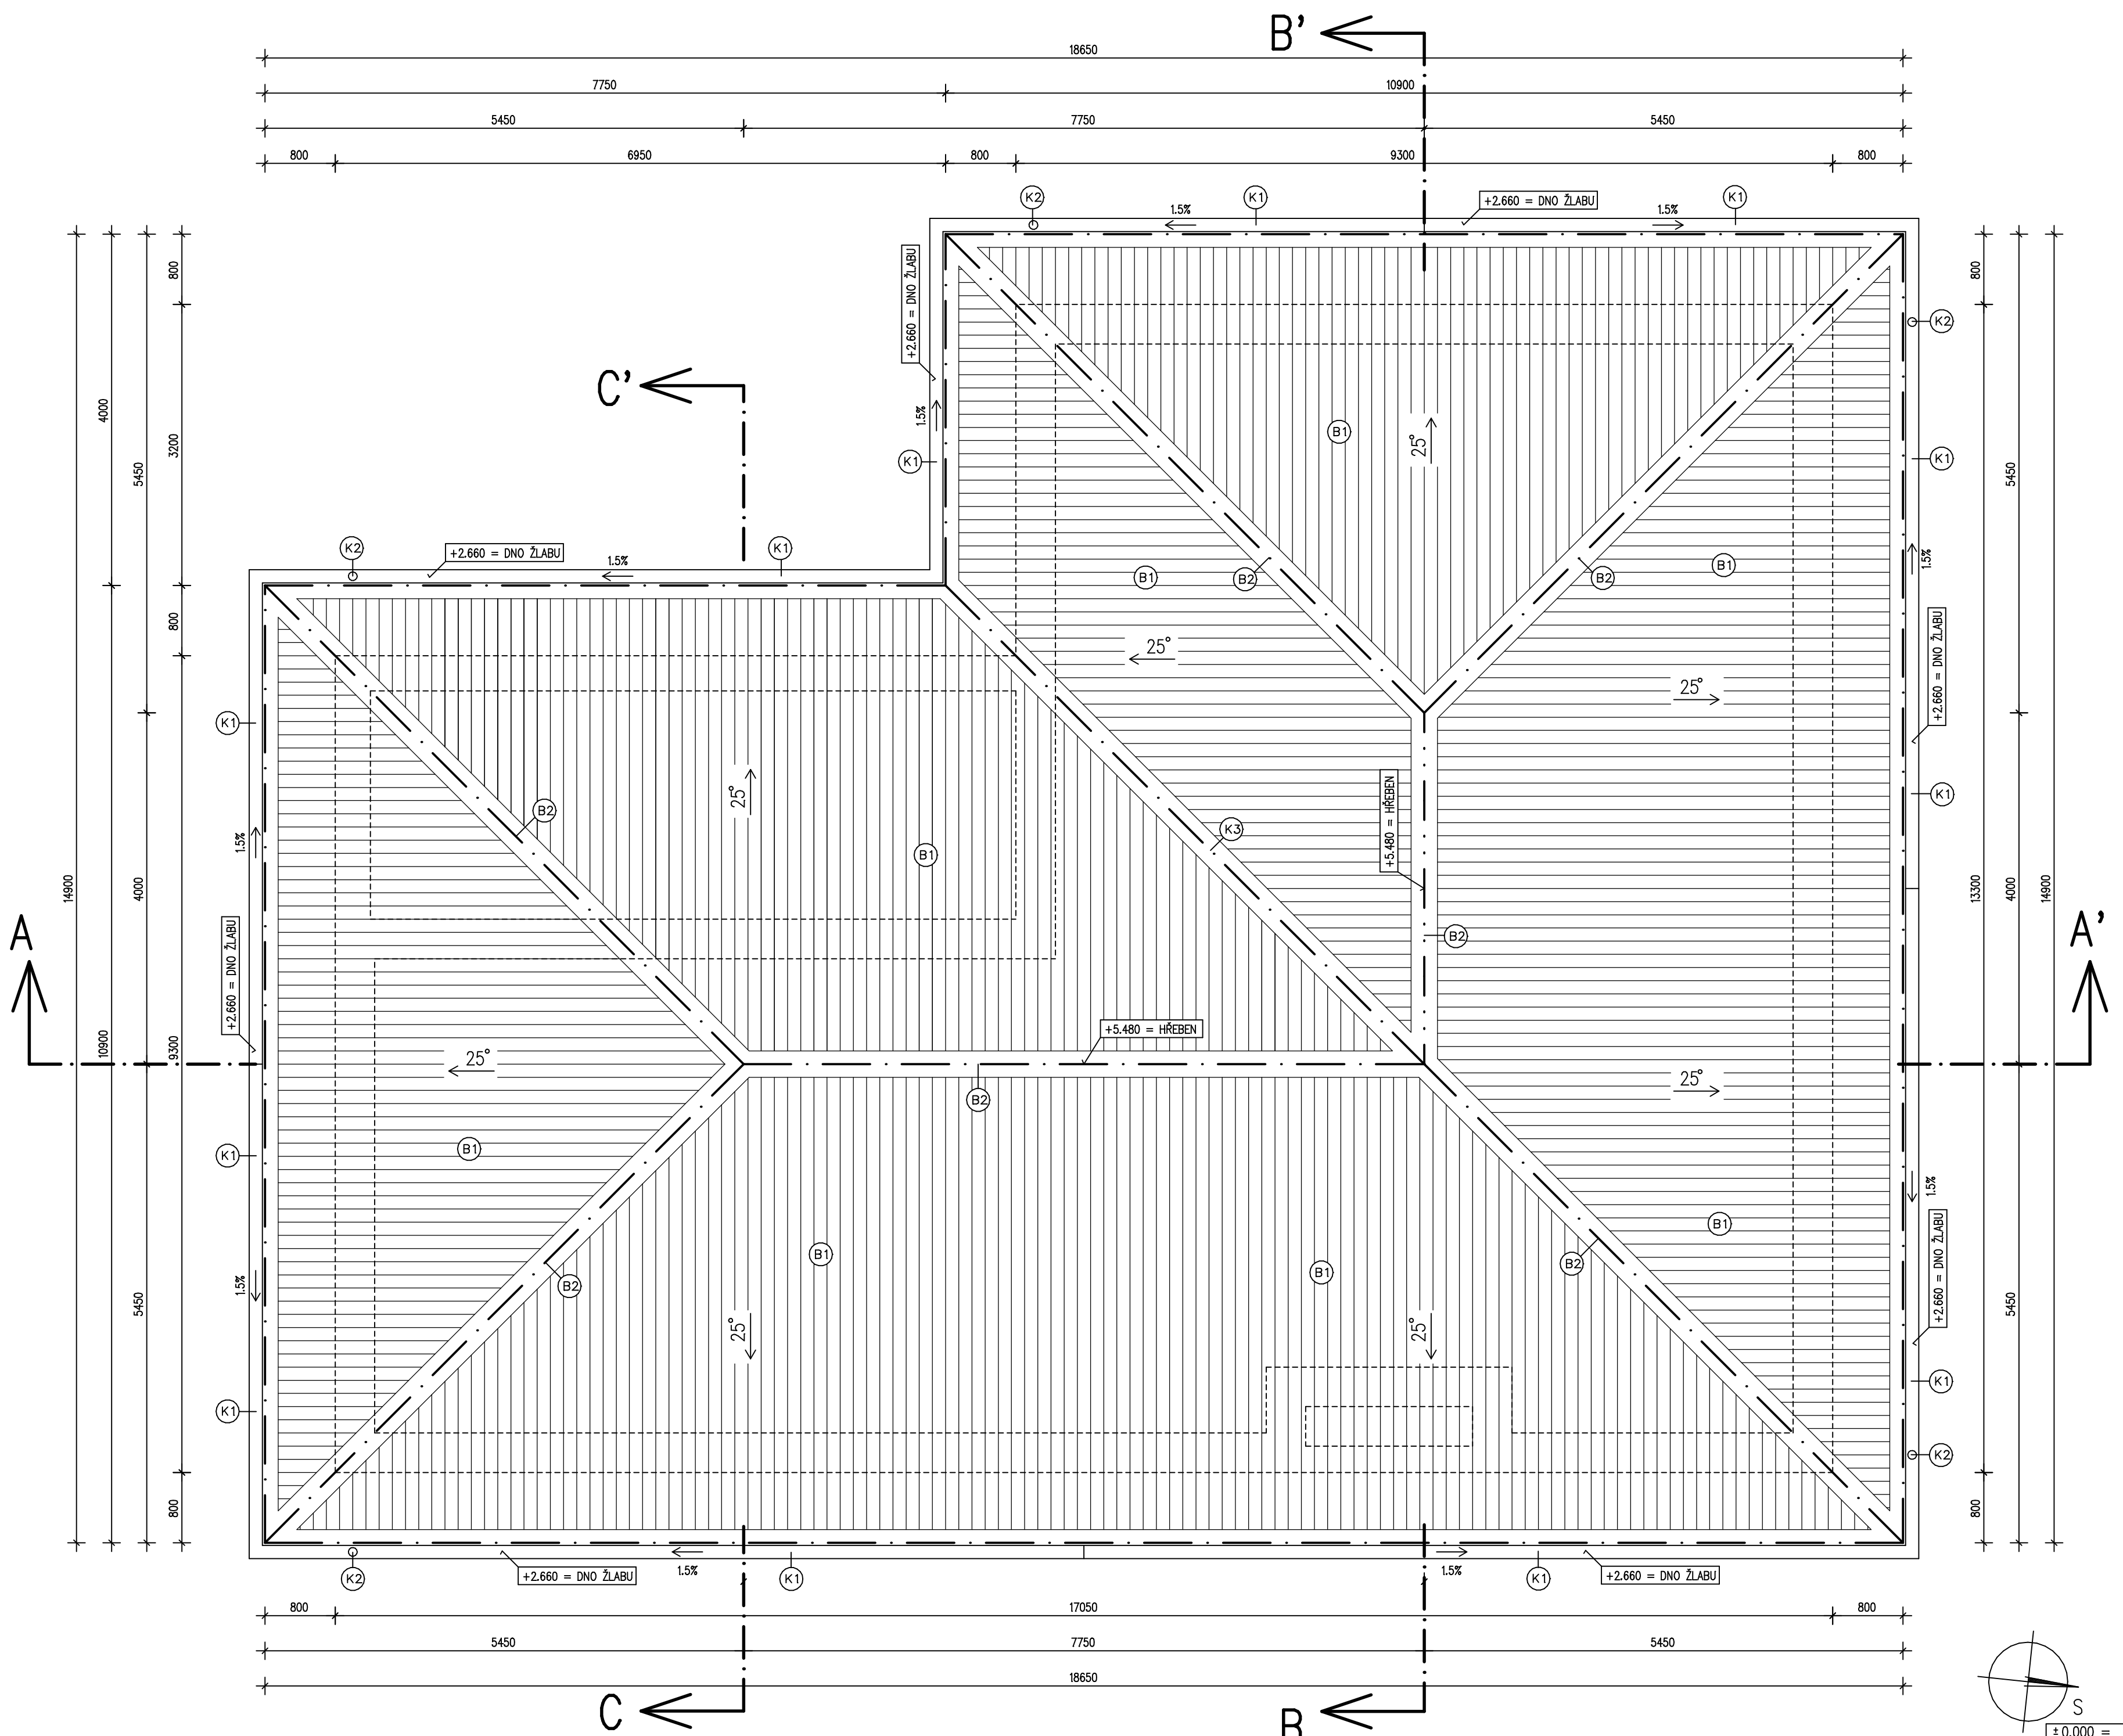 B'
18650
7750
10900
5450
7750
5450
800
6950
800
9300
800
K2
K1
+2.660 = DNO ŽLABU
K1
1.5%
1.5%
800
+2.660 = DNO ŽLABU
800
K2
C'
4000
3200
5450
1.5%
B1
25°
K1
K1
5450
K2
+2.660 = DNO ŽLABU
K1
1.5%
1.5%
B1
B2
B2
B1
800
25°
+2.660 = DNO ŽLABU
25°
K1
25°
K1
B2
+5.480 = HŘEBEN
K3
1.5%
B1
14900
4000
13300
4000
14900
A
+2.660 = DNO ŽLABU
B2
A'
10900
9300
+5.480 = HŘEBEN
25°
25°
B2
K1
B1
1.5%
B1
+2.660 = DNO ŽLABU
B1
B1
B2
B2
1.5%
5450
5450
25°
25°
K1
K1
K2
800
800
K2
+2.660 = DNO ŽLABU
1.5%
K1
1.5%
K1
+2.660 = DNO ŽLABU
800
17050
800
5450
7750
5450
18650
C
B
S
±0.000 =